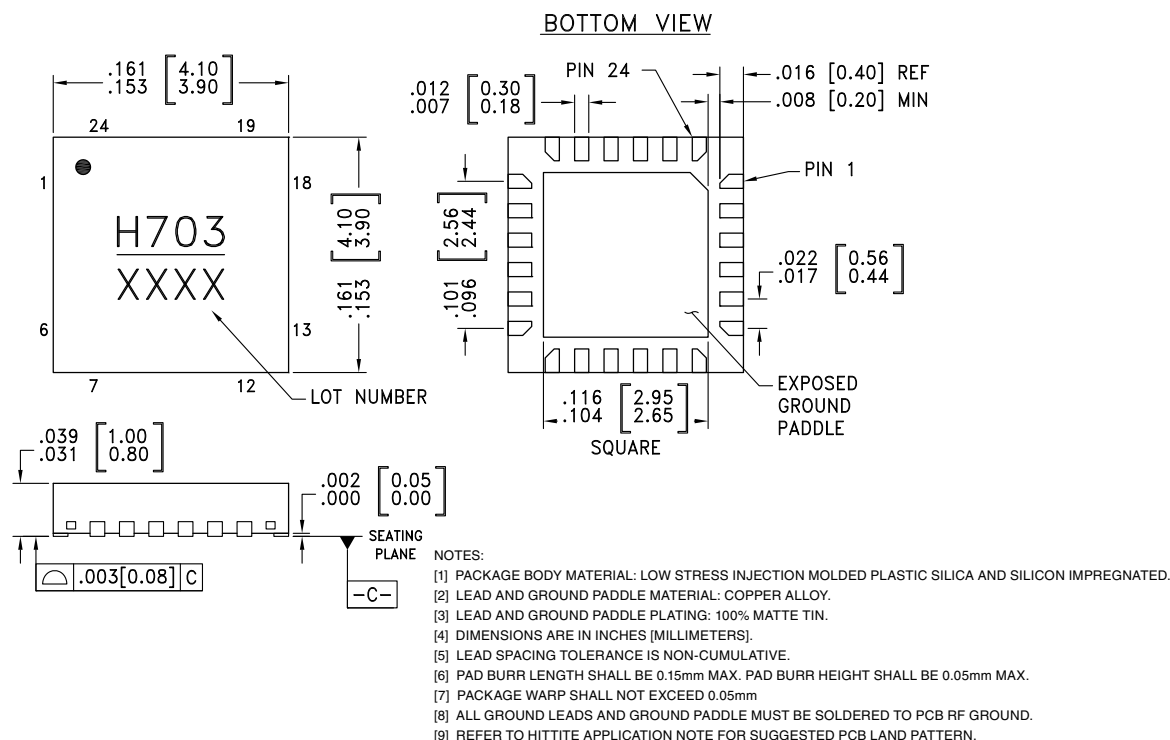 BOTTOM VIEW
.161 [4.10]
.153 [3.90]
24
19
1
18
6
13
7
12
H703
XXXX
LOT NUMBER
[4.10]
[3.90]
.161
.153
.012 [0.30]
.007 [0.18]
PIN 24
.016 [0.40] REF
.008 [0.20] MIN
PIN 1
[2.56]
[2.44]
.101
.096
.022 [0.56]
.017 [0.44]
EXPOSED
GROUND
PADDLE
.116 [2.95]
.104 [2.65]
SQUARE
.039 [1.00]
.031 [0.80]
.002 [0.05]
.000 [0.00]
SEATING
PLANE
.003[0.08] C
-C-
NOTES:
[1] PACKAGE BODY MATERIAL: LOW STRESS INJECTION MOLDED PLASTIC SILICA AND SILICON IMPREGNATED.
[2] LEAD AND GROUND PADDLE MATERIAL: COPPER ALLOY.
[3] LEAD AND GROUND PADDLE PLATING: 100% MATTE TIN.
[4] DIMENSIONS ARE IN INCHES [MILLIMETERS].
[5] LEAD SPACING TOLERANCE IS NON-CUMULATIVE.
[6] PAD BURR LENGTH SHALL BE 0.15mm MAX. PAD BURR HEIGHT SHALL BE 0.05mm MAX.
[7] PACKAGE WARP SHALL NOT EXCEED 0.05mm
[8] ALL GROUND LEADS AND GROUND PADDLE MUST BE SOLDERED TO PCB RF GROUND.
[9] REFER TO HITTITE APPLICATION NOTE FOR SUGGESTED PCB LAND PATTERN.